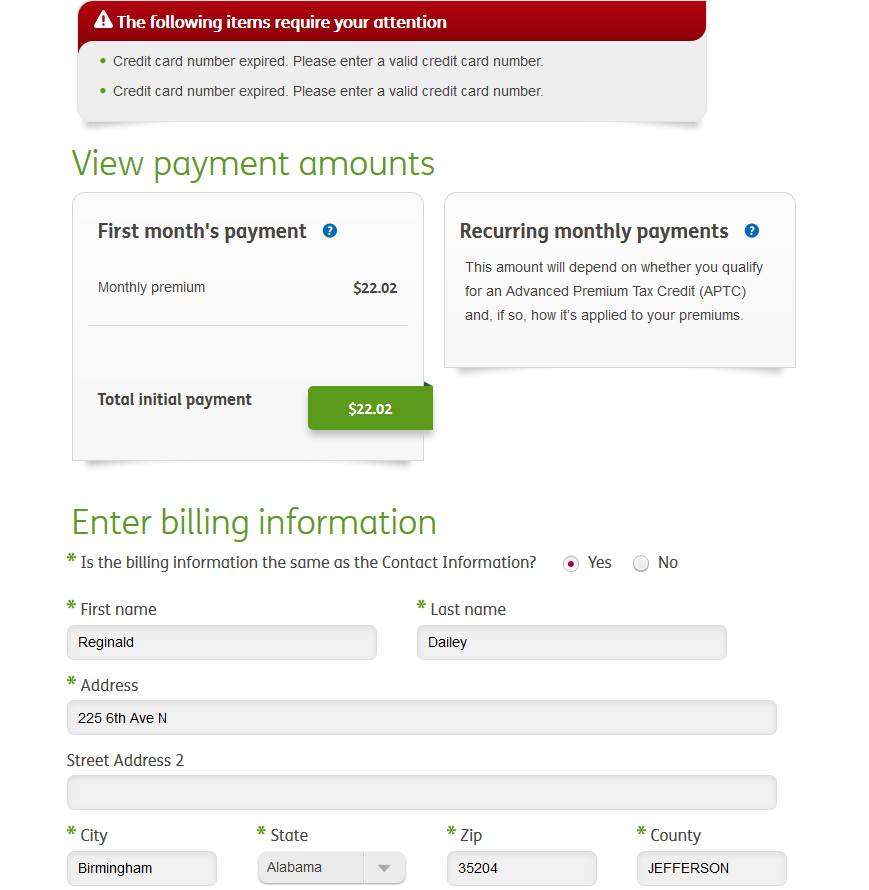 The following items require your attention
Credit card number expired. Please enter a valid credit card number.
Credit card number expired. Please enter a valid credit card number.
View payment amounts
First month's payment ?
Monthly premium $22.02
Total initial payment
$22.02
Recurring monthly payments ?
This amount will depend on whether you qualify
for an Advanced Premium Tax Credit (APTC)
and, if so, how it's applied to your premiums.
Enter billing information
* Is the billing information the same as the Contact Information? Yes No
* First name * Last name
Reginald Dailey
* Address
225 6th Ave N
Street Address 2
* City * State * Zip * County
Birmingham Alabama 35204 JEFFERSON